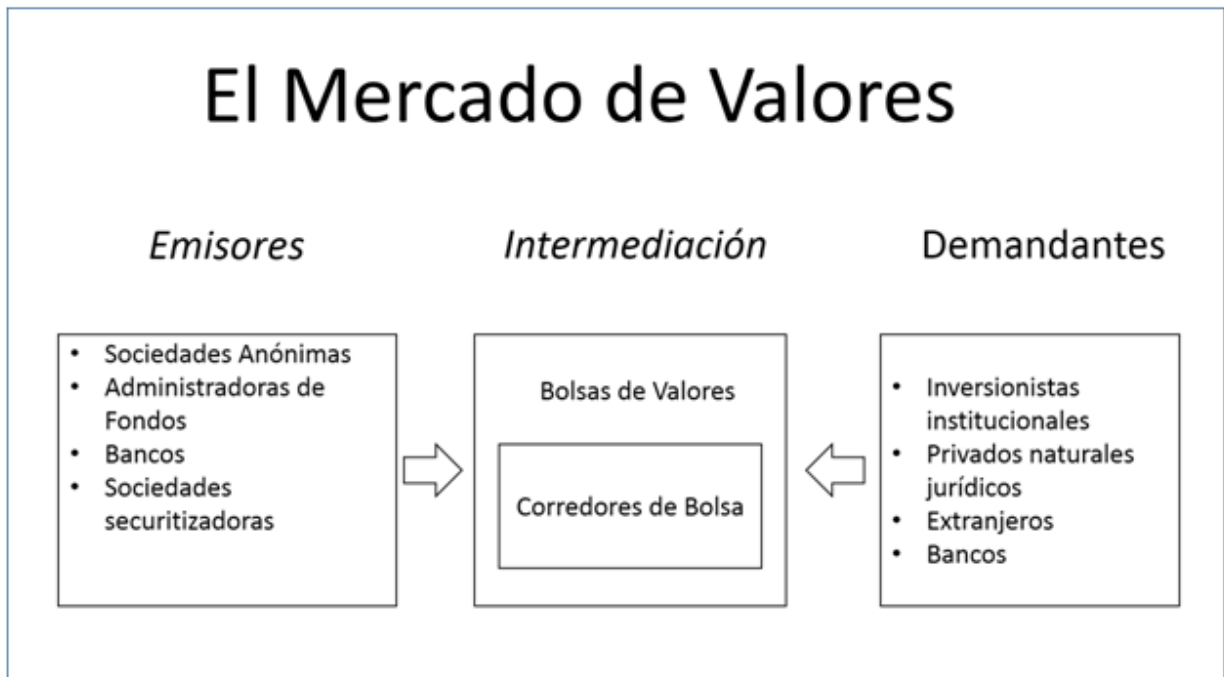 El Mercado de Valores
Emisores
Intermediación
Demandantes
• Sociedades Anónimas
• Administradoras de
Fondos
• Bancos
• Sociedades
securitizadoras
Bolsas de Valores
Corredores de Bolsa
• Inversionistas
institucionales
• Privados naturales
jurídicos
• Extranjeros
• Bancos